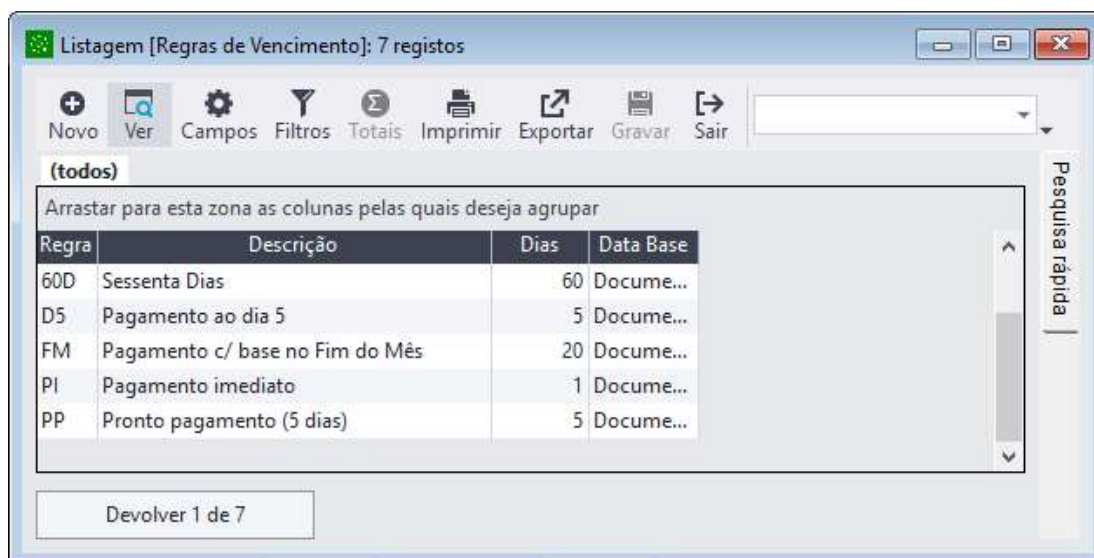 Listagem [Regras de Vencimento]: 7 registos
Novo Ver Campos Filtros Totais Imprimir Exportar Gravar Sair
(todos)
Pesquisa rápida
Arrastar para esta zona as colunas pelas quais deseja agrupar
Regra Descrição Dias Data Base
60D Sessenta Dias 60 Docume...
D5 Pagamento ao dia 5 5 Docume...
FM Pagamento c/ base no Fim do Mês 20 Docume...
PI Pagamento imediato 1 Docume...
PP Pronto pagamento (5 dias) 5 Docume...
Devolver 1 de 7